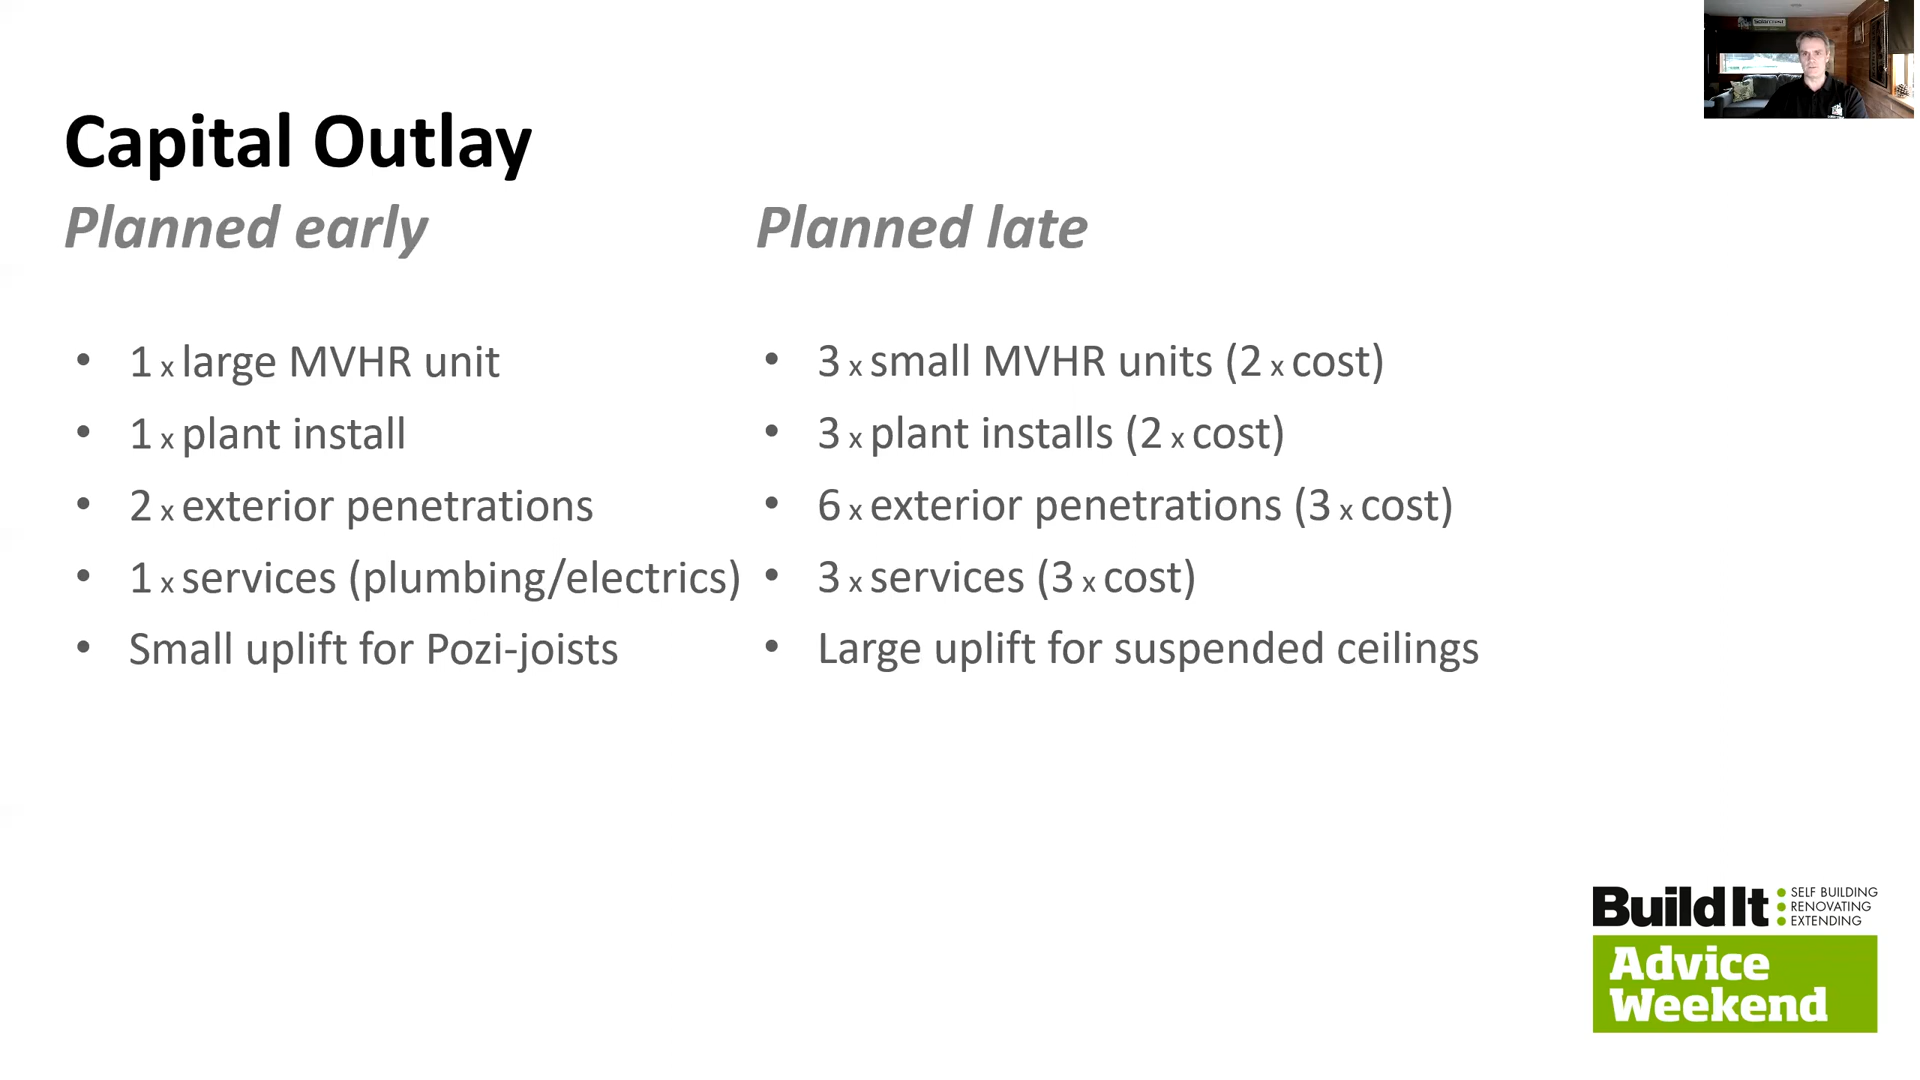 Capital Outlay
Planned early
• 1 x large MVHR unit
• 1 x plant install
• 2 x exterior penetrations
• 1 x services (plumbing/electrics)
• Small uplift for Pozi-joists
Planned late
• 3 x small MVHR units (2 x cost)
• 3 x plant installs (2 x cost)
• 6 x exterior penetrations (3 x cost)
• 3 x services (3 x cost)
• Large uplift for suspended ceilings
Build It
SELF BUILDING
RENOVATING
EXTENDING
Advice
Weekend